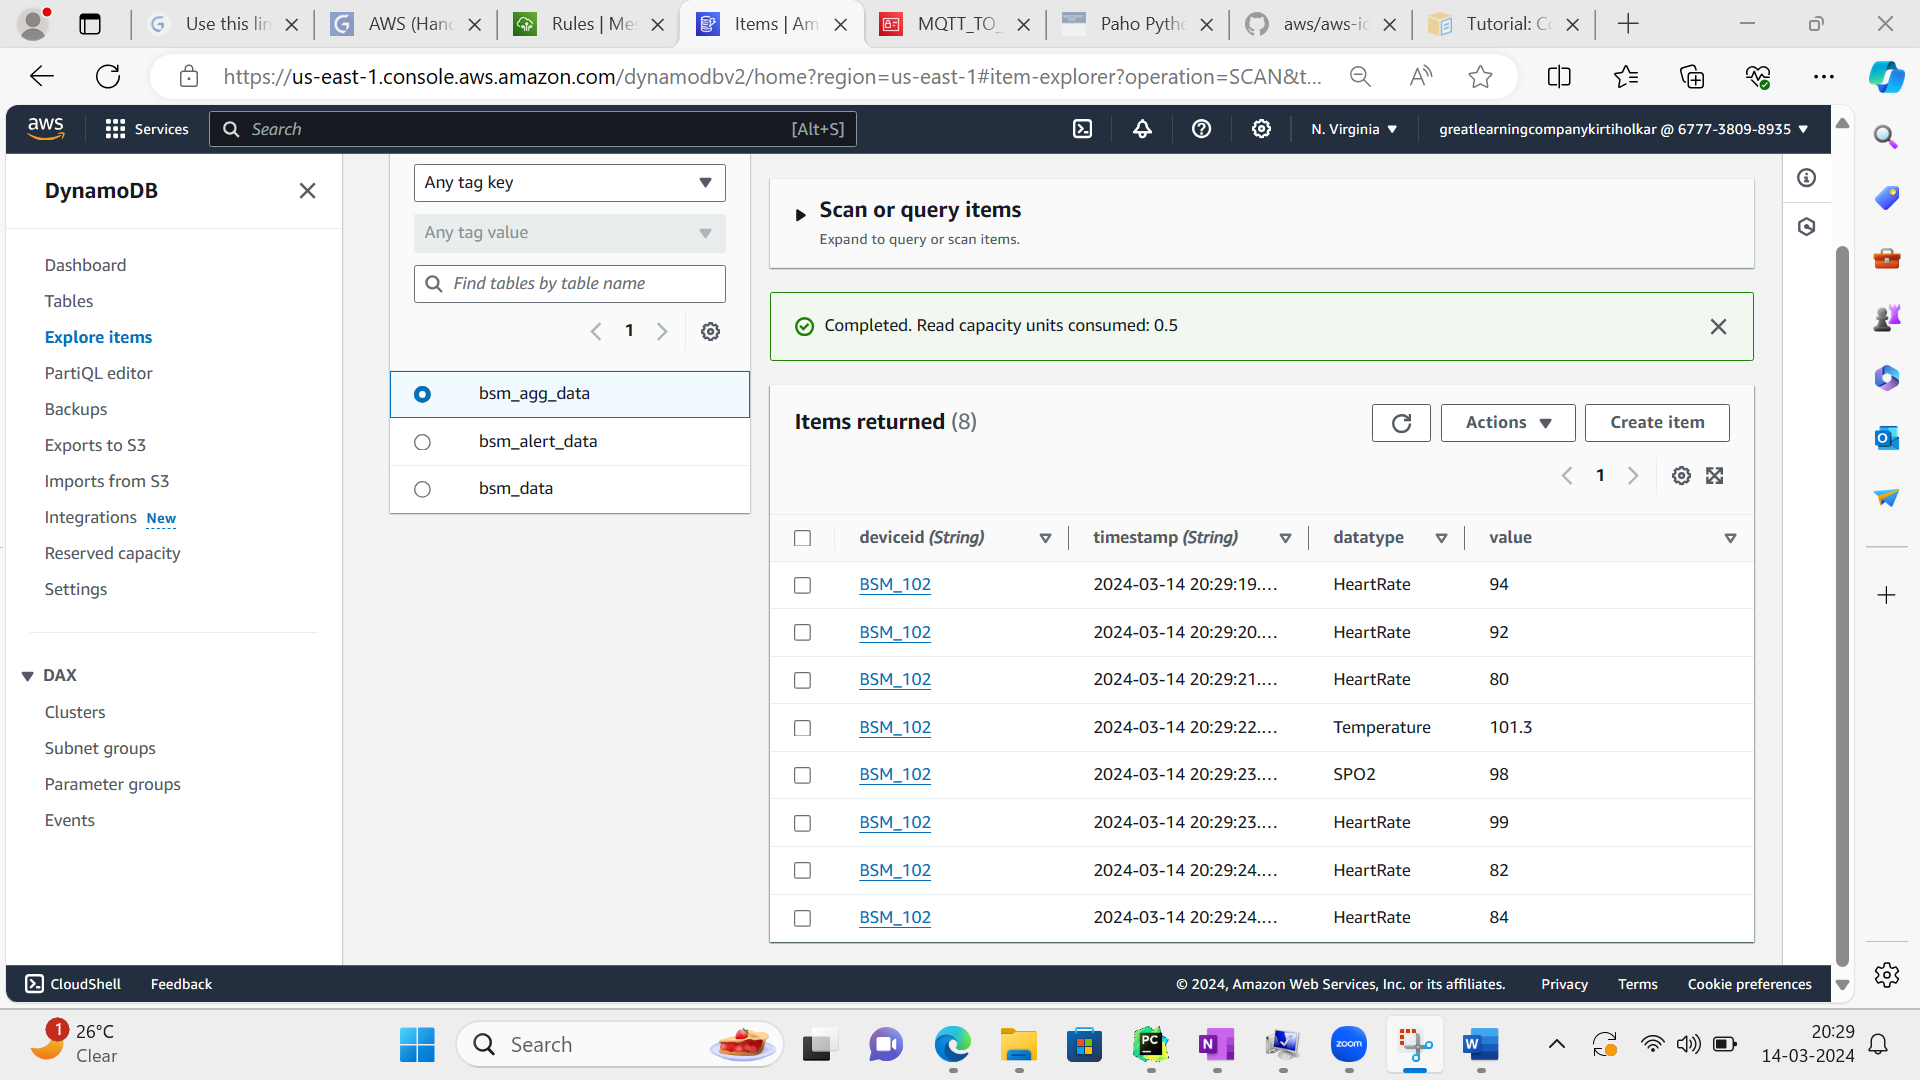 Use this lin
AWS (Hand
Rules | Mes
Items | Am
MQTT_TO_
Paho Pytho
aws/aws-io
Tutorial: Co
https://us-east-1.console.aws.amazon.com/dynamodbv2/home?region=us-east-1#item-explorer?operation=SCAN&t...
aws
Services
Search
[Alt+S]
N. Virginia
greatlearningcompanykirtiholkar @ 6777-3809-8935
DynamoDB
Dashboard
Tables
Explore items
PartiQL editor
Backups
Exports to S3
Imports from S3
Integrations New
Reserved capacity
Settings
DAX
Clusters
Subnet groups
Parameter groups
Events
Any tag key
Any tag value
Find tables by table name
1
bsm_agg_data
bsm_alert_data
bsm_data
Scan or query items
Expand to query or scan items.
Completed. Read capacity units consumed: 0.5
Items returned (8)
Actions
Create item
1
deviceid (String) timestamp (String) datatype value
BSM_102 2024-03-14 20:29:19.... HeartRate 94
BSM_102 2024-03-14 20:29:20.... HeartRate 92
BSM_102 2024-03-14 20:29:21.... HeartRate 80
BSM_102 2024-03-14 20:29:22.... Temperature 101.3
BSM_102 2024-03-14 20:29:23.... SPO2 98
BSM_102 2024-03-14 20:29:23.... HeartRate 99
BSM_102 2024-03-14 20:29:24.... HeartRate 82
BSM_102 2024-03-14 20:29:24.... HeartRate 84
CloudShell
Feedback
© 2024, Amazon Web Services, Inc. or its affiliates.
Privacy
Terms
Cookie preferences
1
26°C
Clear
Search
PC
N
zoom
W
20:29
14-03-2024